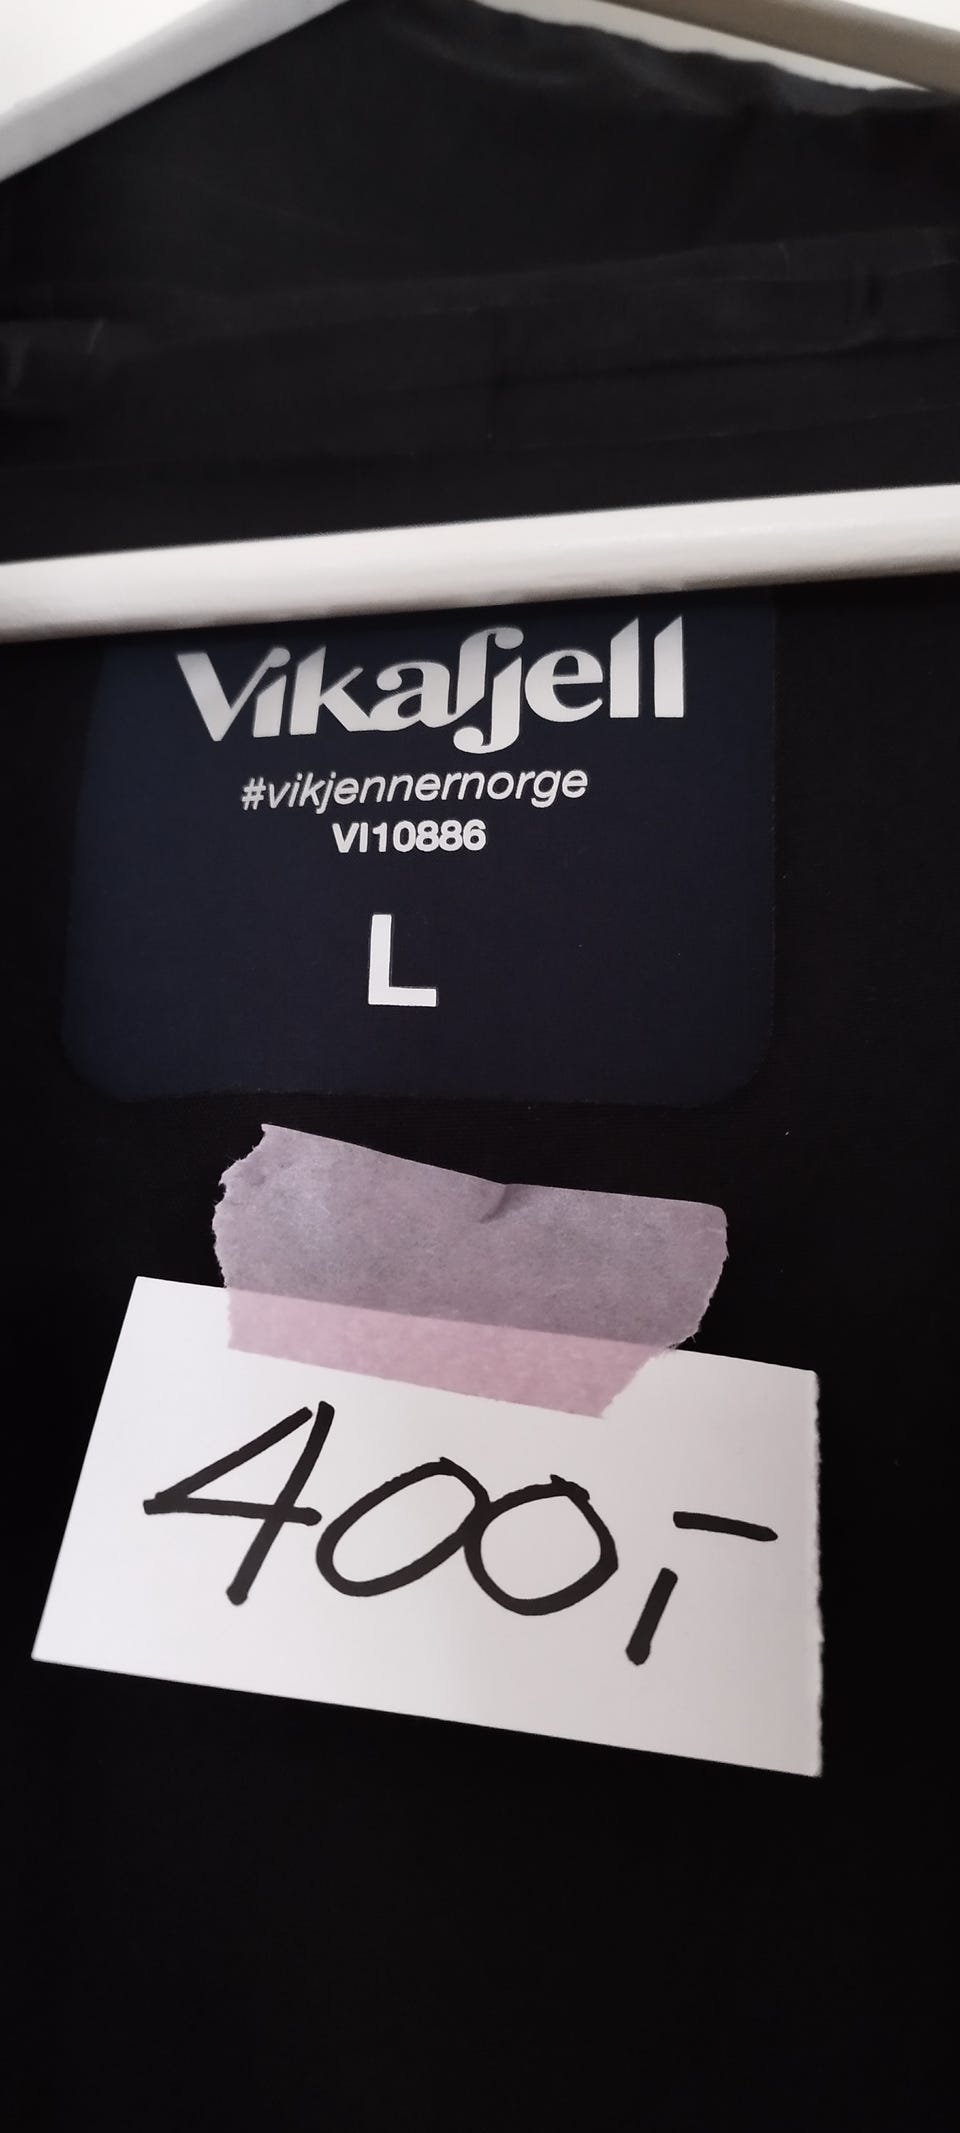 Vikafjell
#vikjennernorge
VI10886
L
400,-